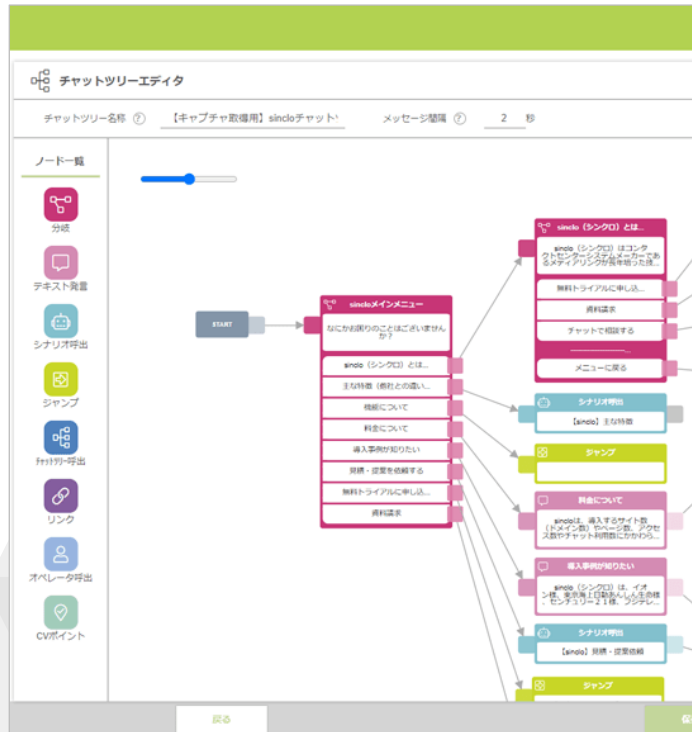 チャットツリーエディタ
チャットツリー名称 ? 【キャプチャ取得用】sincloチャット
メッセージ間隔 ? 2 秒
ノード一覧
分岐
テキスト発言
シナリオ呼出
ジャンプ
チャットツリー呼出
リンク
オペレータ呼出
CVポイント
START
sincloメインメニュー
なにかお困りのことはございません
か？
sinclo（シンクロ）とは...
主な特徴（他社との違い...
機能について
料金について
導入事例が知りたい
見積・提案を依頼する
無料トライアルに申し込...
資料請求
sinclo（シンクロ）とは...
sinclo（シンクロ）はコンタ
クトセンターシステムメーカーであ
るメディアリンクが長年培った技...
無料トライアルに申し込...
資料請求
チャットで相談する
メニューに戻る
シナリオ呼出
【sinclo】主な特徴
ジャンプ
料金について
sincloは、導入するサイト数
（ドメイン数）やページ数、アクセ
ス数やチャット利用数にかかわら...
導入事例が知りたい
sinclo（シンクロ）は、イオ
ン様、東京海上日動あんしん生命様
、センチュリー２１様、フジテレ...
シナリオ呼出
【sinclo】見積・提案依頼
ジャンプ
戻る